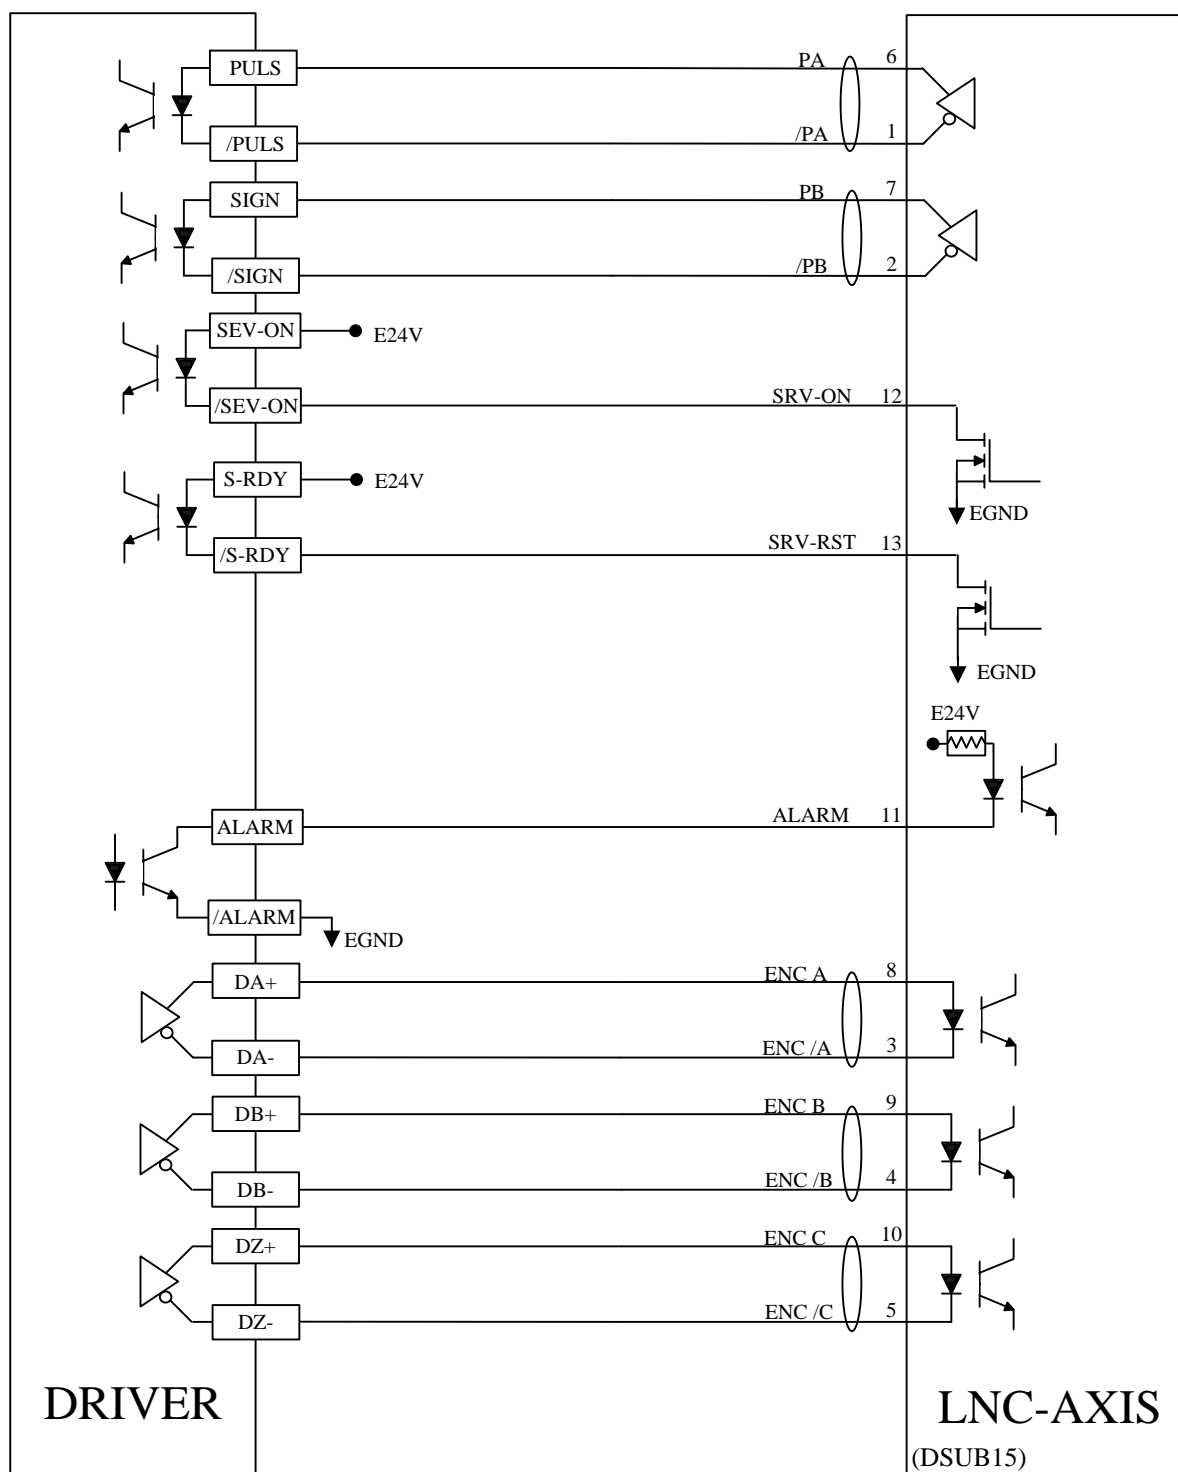 PULS PA 6
/PULS /PA 1
SIGN PB 7
/SIGN /PB 2
SEV-ON E24V
/SEV-ON SRV-ON 12
S-RDY E24V
EGND
/S-RDY SRV-RST 13
EGND
E24V
ALARM ALARM 11
/ALARM
EGND
DA+ ENC A 8
DA- ENC /A 3
DB+ ENC B 9
DB- ENC /B 4
DZ+ ENC C 10
DZ- ENC /C 5
DRIVER LNC-AXIS
(DSUB15)